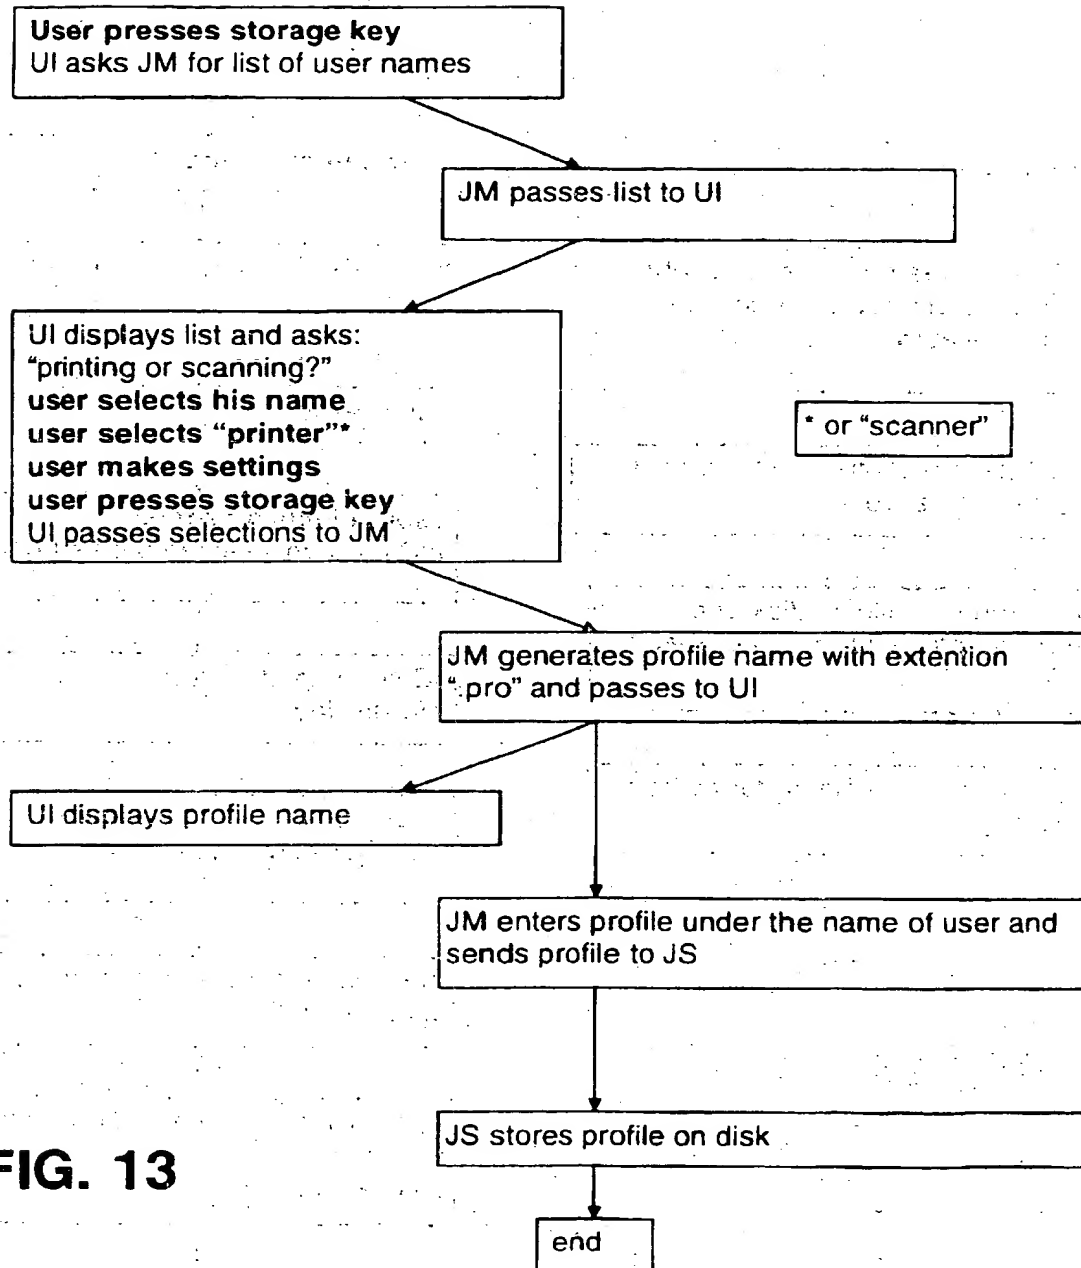 User presses storage key
UI asks JM for list of user names
JM passes list to UI
UI displays list and asks:
“printing or scanning?”
user selects his name
user selects “printer”*
user makes settings
user presses storage key
UI passes selections to JM
* or “scanner”
JM generates profile name with extention
“.pro” and passes to UI
UI displays profile name
JM enters profile under the name of user and
sends profile to JS
JS stores profile on disk
FIG. 13
end